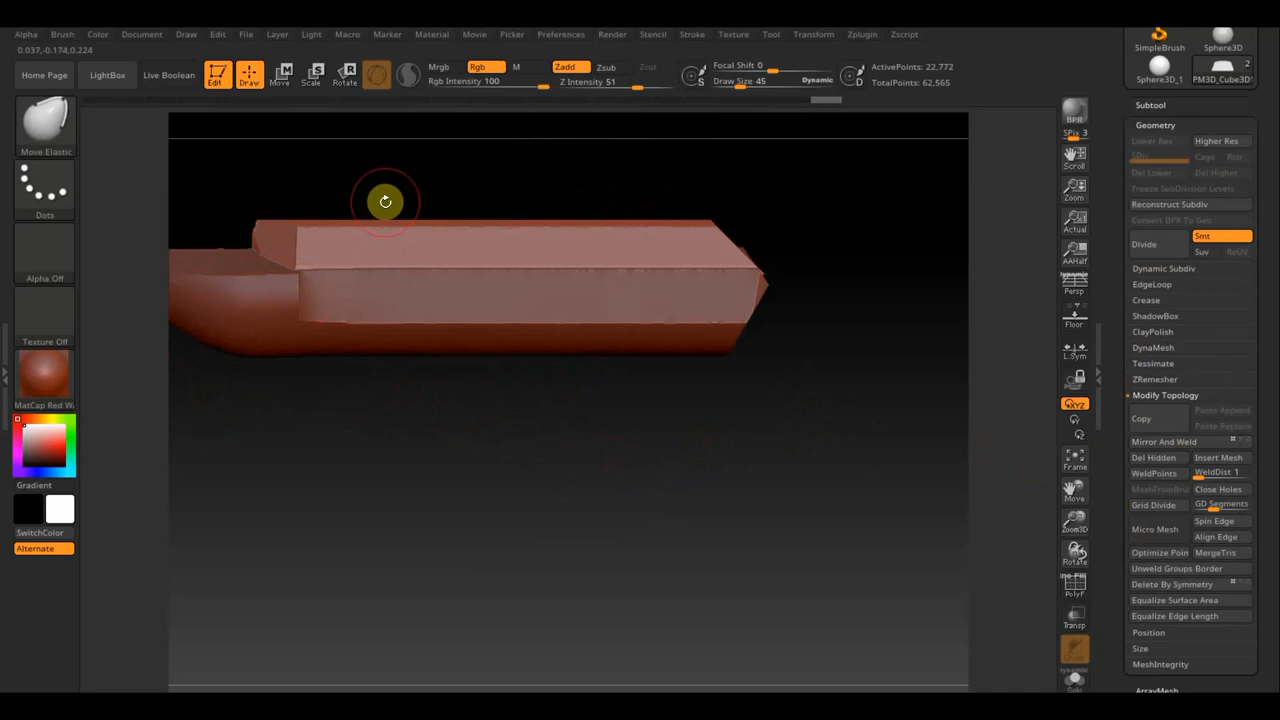 Alpha Brush Color Document Draw Edit File Layer Light Macro Marker Material Movie Picker Preferences Render Stencil Stroke Texture Tool Transform Zplugin Zscript
0.037,-0.174,0.224
Home Page LightBox Live Boolean Edit Draw Move Scale Rotate
Mrgb Rgb M Zadd Zsub Zcut
Rgb Intensity 100 Z Intensity 51
Focal Shift 0
Draw Size 45 Dynamic
ActivePoints: 22,772
TotalPoints: 62,565
S
D
Move Elastic
Dots
Alpha Off
Texture Off
MatCap Red W
Gradient
SwitchColor
Alternate
BPR
SPix 3
Scroll
Zoom
Actual
AAHalf
Persp
Floor
L.Sym
XYZ
Frame
Move
Zoom3D
Rotate
PolyF
Transp
Solo
SimpleBrush Sphere3D
2
Sphere3D_1 PM3D_Cube3D
Subtool
Geometry
Lower Res Higher Res
SDiv Cage Rstr
Del Lower Del Higher
Freeze SubDivision Levels
Reconstruct Subdiv
Convert BPR To Geo
Divide Smt
Suv ReUV
Dynamic Subdiv
EdgeLoop
Crease
ShadowBox
ClayPolish
DynaMesh
Tessimate
ZRemesher
Modify Topology
Copy Paste Append
Paste Replace
Mirror And Weld
Del Hidden Insert Mesh
WeldPoints WeldDist 1
MeshFromBru Close Holes
Grid Divide GD Segments
Micro Mesh Spin Edge
Align Edge
Optimize Poin MergeTris
Unweld Groups Border
Delete By Symmetry
Equalize Surface Area
Equalize Edge Length
Position
Size
MeshIntegrity
ArrayMesh